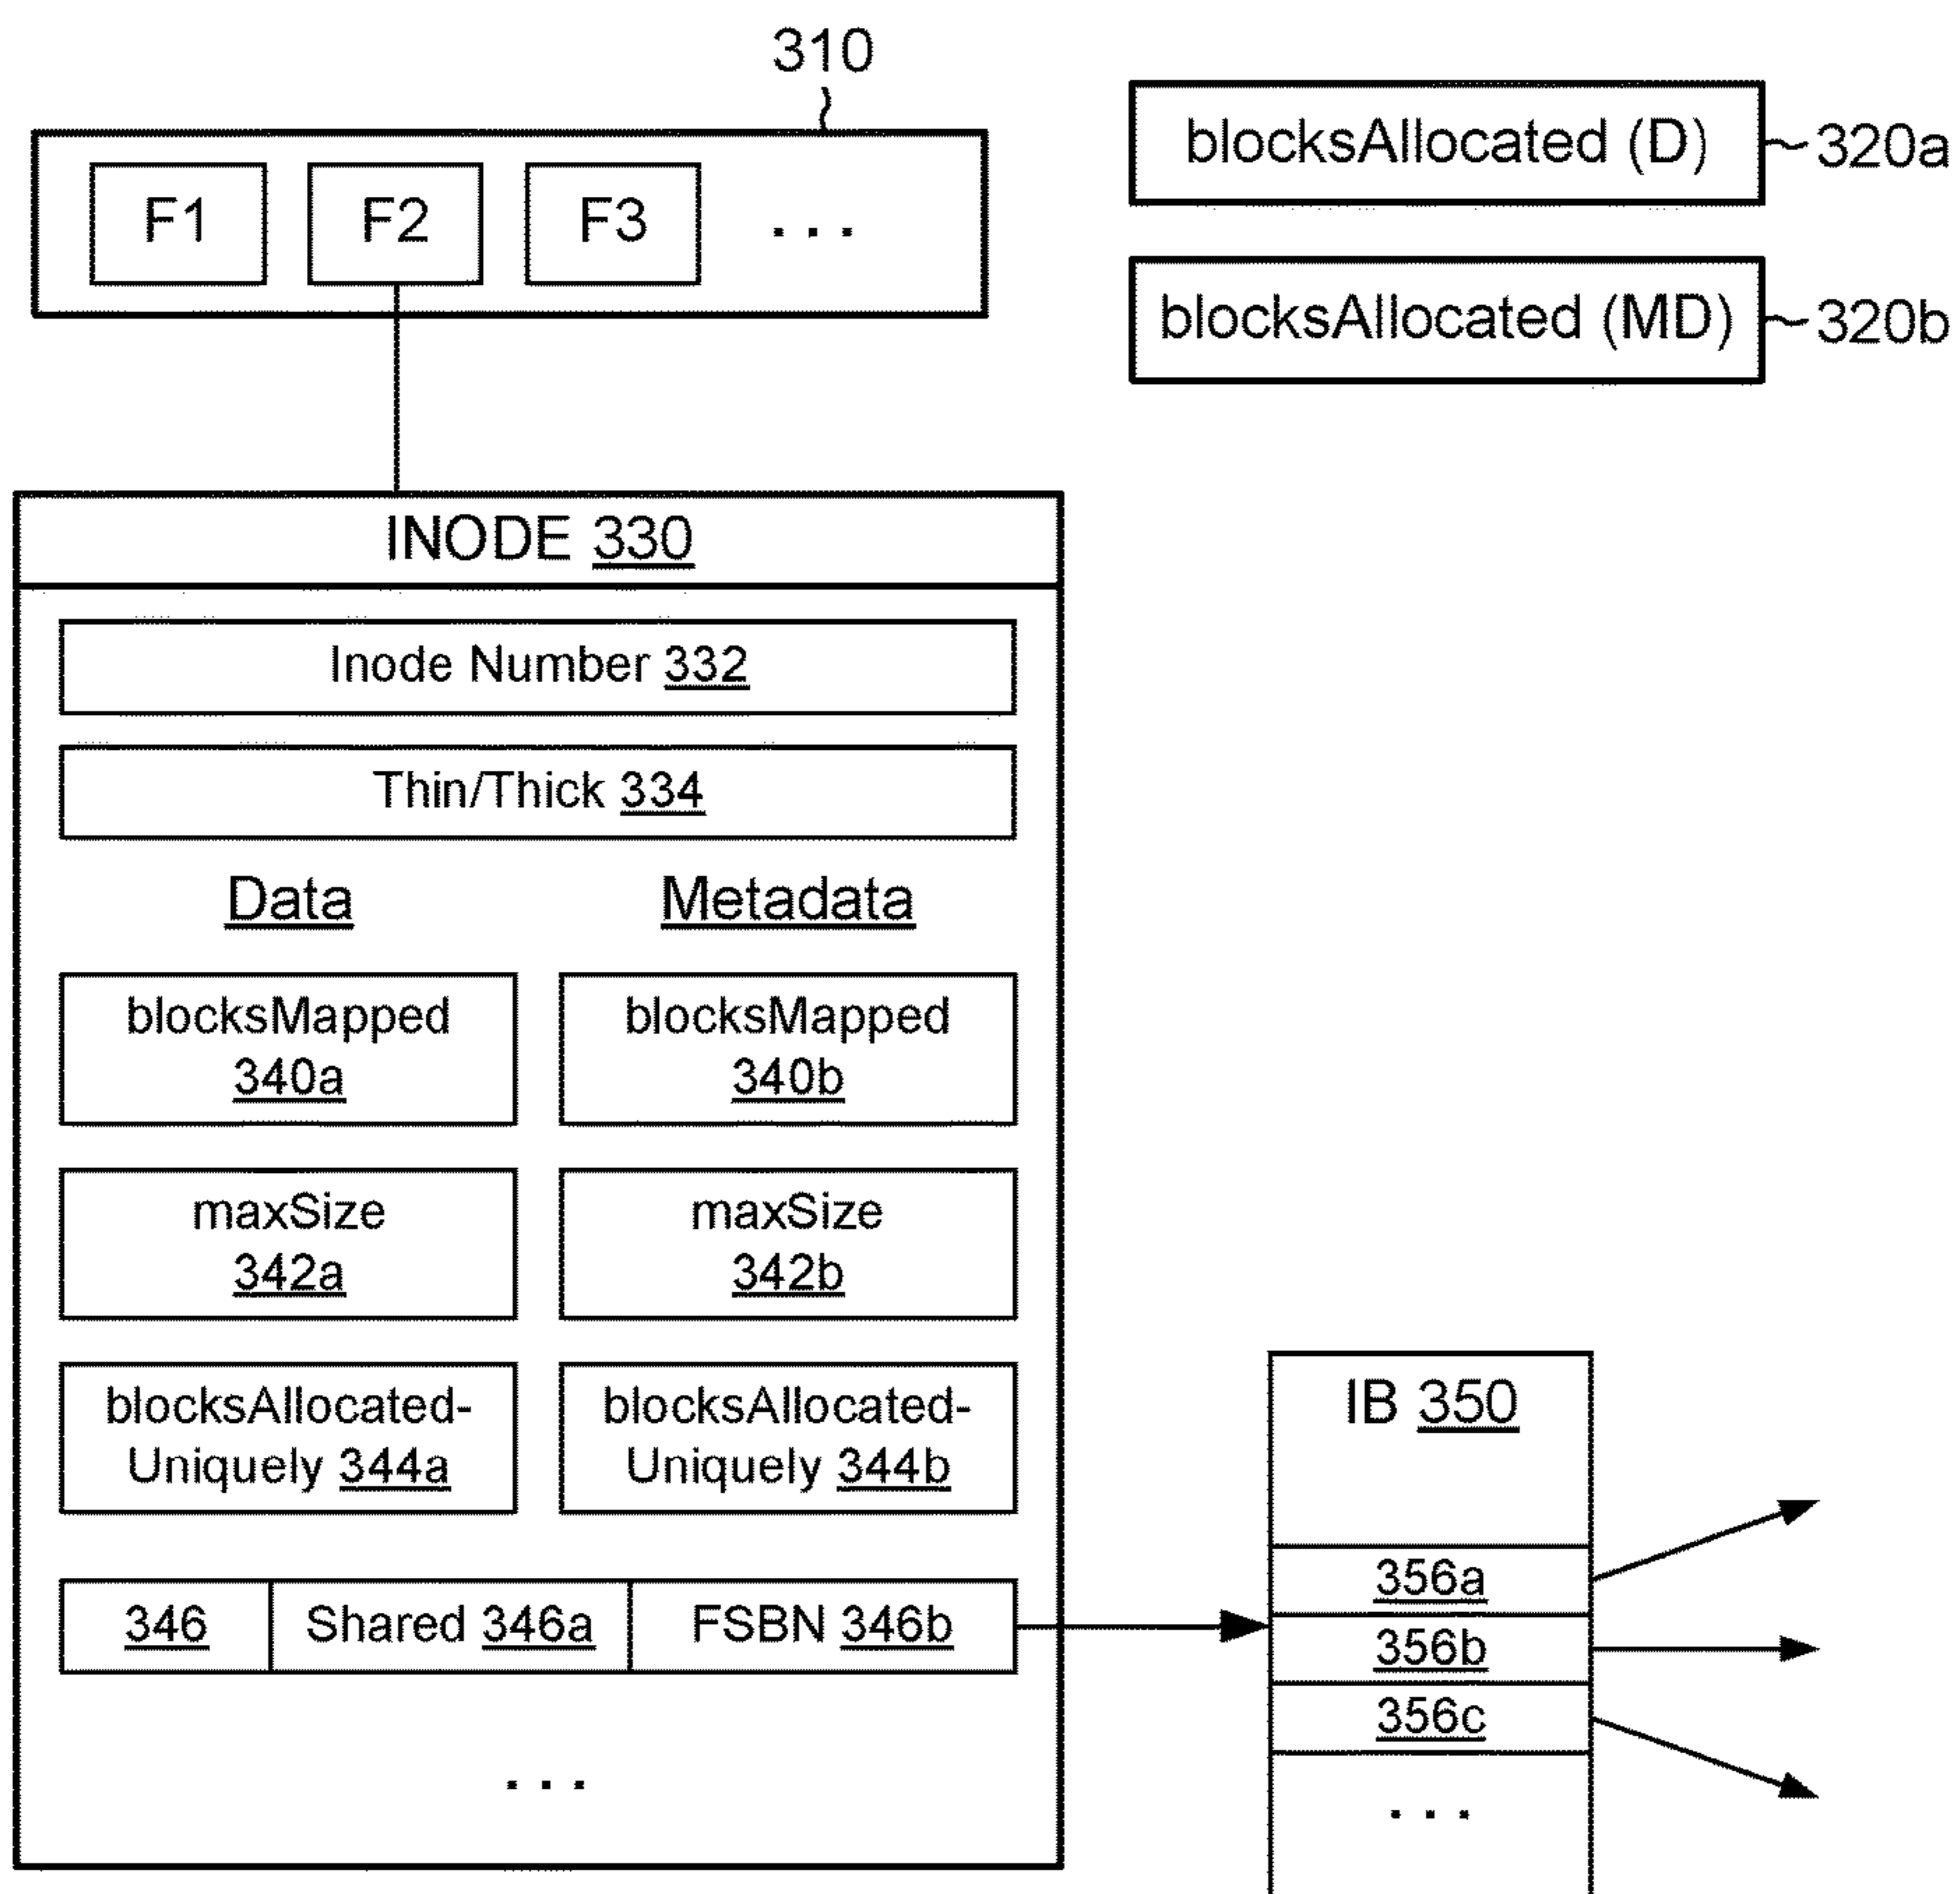 310
F1 F2 F3 ...
blocksAllocated (D) 320a
blocksAllocated (MD) 320b
INODE 330
Inode Number 332
Thin/Thick 334
Data Metadata
blocksMapped blocksMapped
340a 340b
maxSize maxSize
342a 342b
blocksAllocated- blocksAllocated-
Uniquely 344a Uniquely 344b
346 Shared 346a FSBN 346b
...
IB 350
356a
356b
356c
...